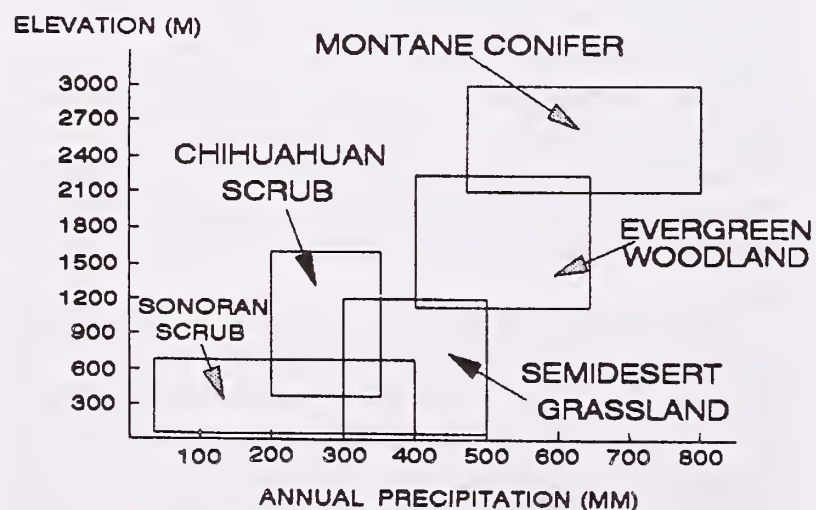 ELEVATION (M)
MONTANE CONIFER
3000
2700
2400
2100
1800
1500
1200
900
600
300
CHIHUAHUAN
SCRUB
EVERGREEN
WOODLAND
SONORAN
SCRUB
SEMIDESERT
GRASSLAND
100 200 300 400 500 600 700 800
ANNUAL PRECIPITATION (MM)